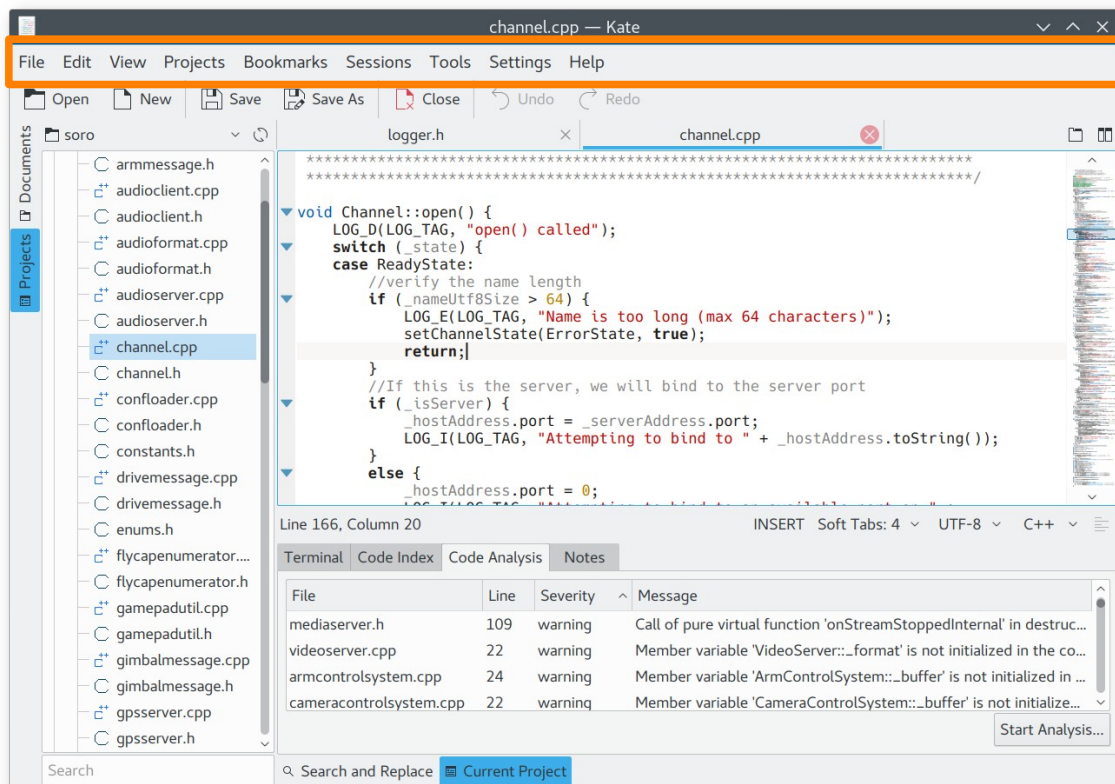 channel.cpp — Kate
File Edit View Projects Bookmarks Sessions Tools Settings Help
Open New Save Save As Close Undo Redo
Documents
Projects
soro
armmessage.h
audioclient.cpp
audioclient.h
audioformat.cpp
audioformat.h
audioserver.cpp
audioserver.h
channel.cpp
channel.h
confloader.cpp
confloader.h
constants.h
drivemessage.cpp
drivemessage.h
enums.h
flycapenumerator....
flycapenumerator.h
gamepadutil.cpp
gamepadutil.h
gimbalmessage.cpp
gimbalmessage.h
gpsserver.cpp
gpsserver.h
Search
logger.h channel.cpp
***************************************************************************
***************************************************************************/
void Channel::open() {
LOG_D(LOG_TAG, "open() called");
switch (_state) {
case ReadyState:
//verify the name length
if (_nameUtf8Size > 64) {
LOG_E(LOG_TAG, "Name is too long (max 64 characters)");
setChannelState(ErrorState, true);
return;
}
//If this is the server, we will bind to the server port
if (_isServer) {
_hostAddress.port = _serverAddress.port;
LOG_I(LOG_TAG, "Attempting to bind to " + _hostAddress.toString());
}
else {
_hostAddress.port = 0;
Line 166, Column 20 INSERT Soft Tabs: 4 UTF-8 C++
Terminal Code Index Code Analysis Notes
File Line Severity Message
mediaserver.h 109 warning Call of pure virtual function 'onStreamStoppedInternal' in destruc...
videoserver.cpp 22 warning Member variable 'VideoServer::_format' is not initialized in the co...
armcontrolsystem.cpp 24 warning Member variable 'ArmControlSystem::_buffer' is not initialized in ...
cameracontrolsystem.cpp 22 warning Member variable 'CameraControlSystem::_buffer' is not initialize...
Start Analysis...
Search and Replace Current Project